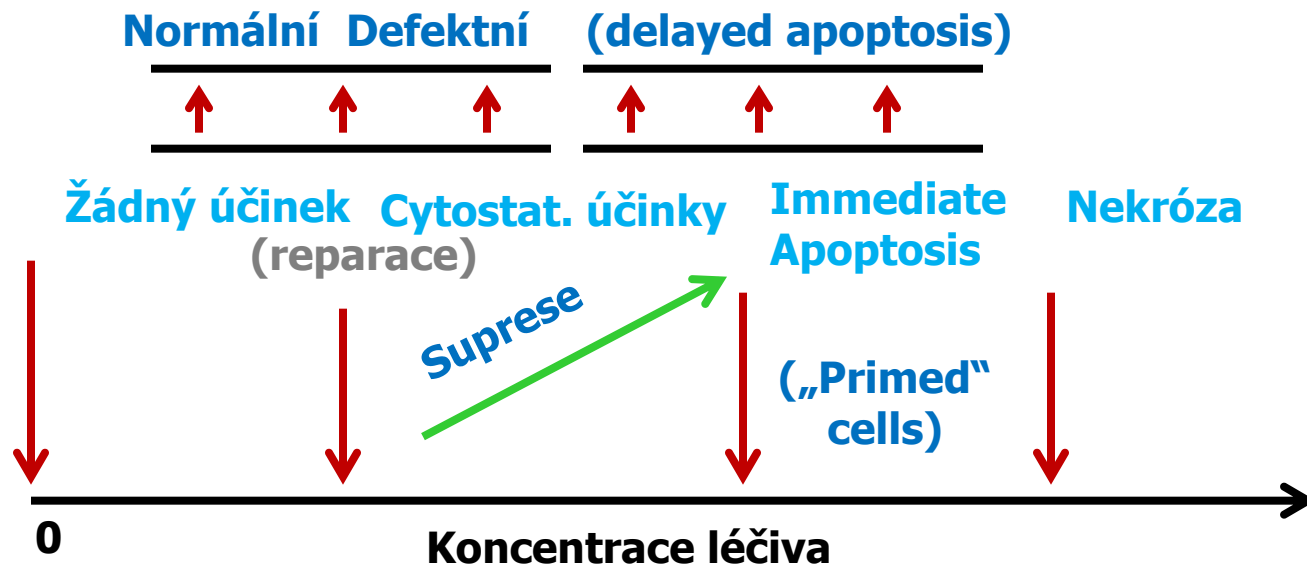 Normální Defektní (delayed apoptosis)
Žádný účinek
(reparace)
Cytostat. účinky
Immediate
Apoptosis
Nekróza
Suprese
(„Primed“
cells)
0
Koncentrace léčiva